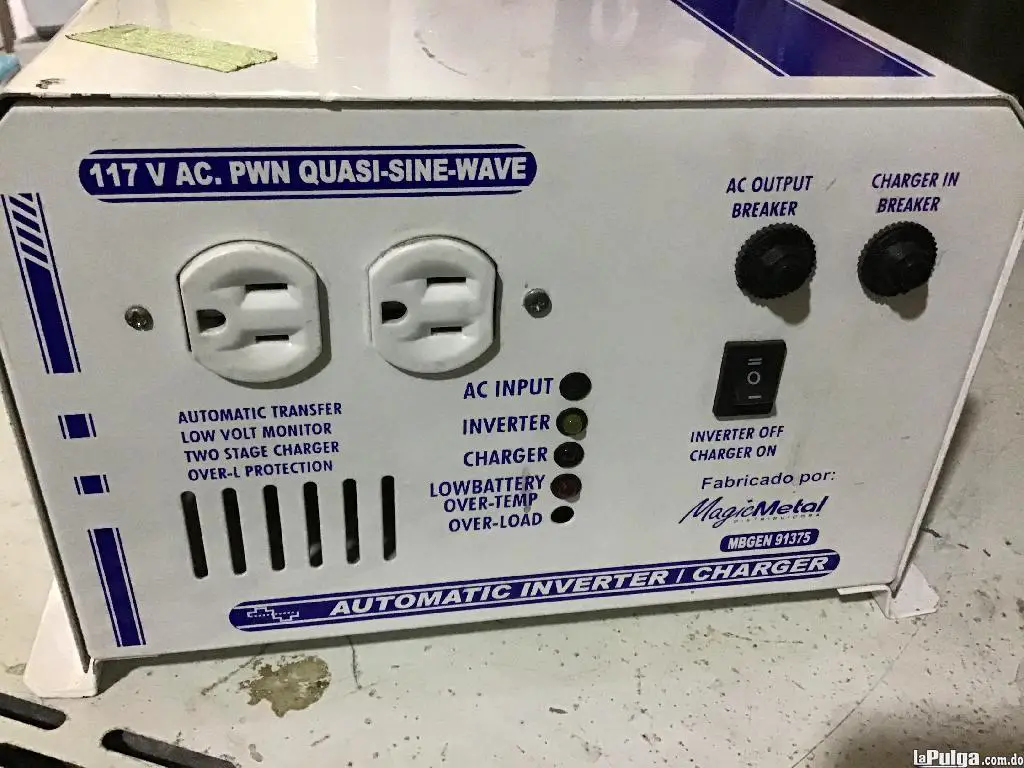 117 V AC. PWN QUASI-SINE-WAVE
AC OUTPUT
BREAKER
CHARGER IN
BREAKER
AUTOMATIC TRANSFER
LOW VOLT MONITOR
TWO STAGE CHARGER
OVER-L PROTECTION
AC INPUT
INVERTER
CHARGER
LOWBATTERY
OVER-TEMP
OVER-LOAD
INVERTER OFF
CHARGER ON
Fabricado por:
MagicMetal
DISTRIBUIDORA
MBGEN 91375
AUTOMATIC INVERTER / CHARGER
laPulga.com.do